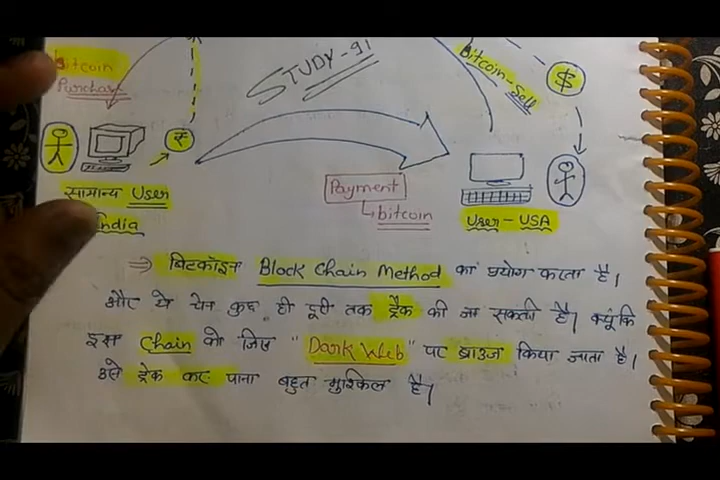 bitcoin
Purchase
STUDY-91
Bitcoin-Sell
$
₹
सामान्य User
India
Payment
bitcoin
User-USA
⇒ बिटकॉइन Block Chain Method का प्रयोग करता है।
और ये चेन कुछ ही दूरी तक ट्रैक की जा सकती है। क्यूंकि
इस Chain के लिए "Dark Web" पर ब्राउज किया जाता है।
उसे ट्रेक कर पाना बहुत मुश्किल है।